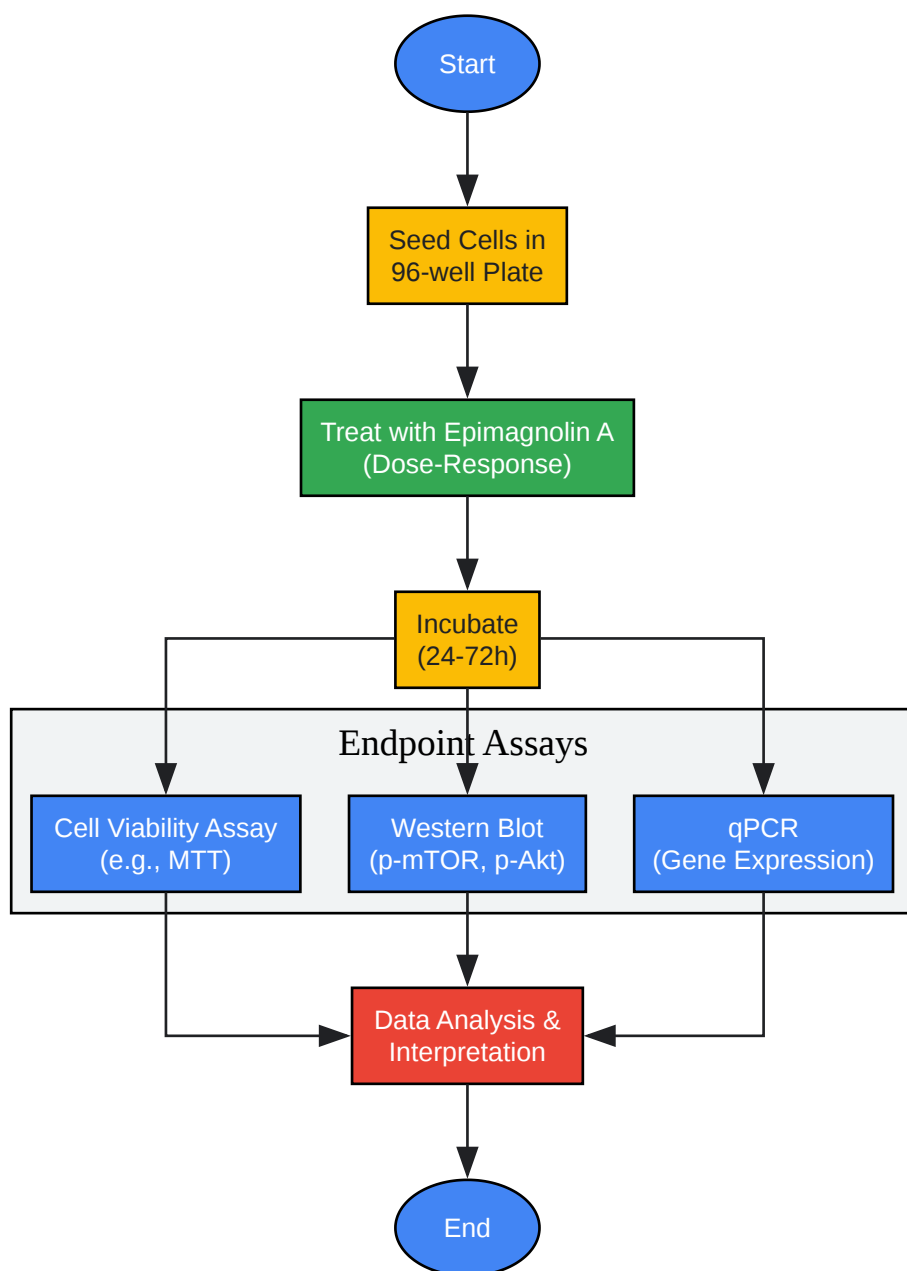 Start
Seed Cells in
96-well Plate
Treat with Epimagnolin A
(Dose-Response)
Incubate
(24-72h)
Endpoint Assays
Cell Viability Assay
(e.g., MTT)
Western Blot
(p-mTOR, p-Akt)
qPCR
(Gene Expression)
Data Analysis &
Interpretation
End